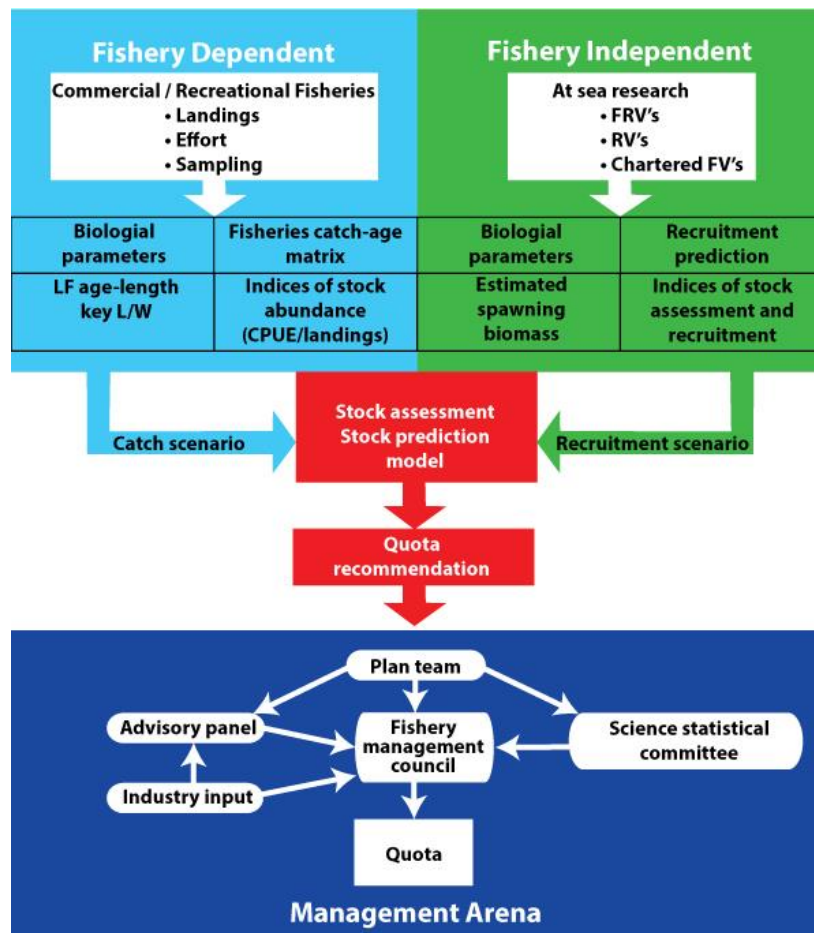 Fishery Dependent
Commercial / Recreational Fisheries
• Landings
• Effort
• Sampling
Fishery Independent
At sea research
• FRV's
• RV's
• Chartered FV's
Biologial
parameters
Fisheries catch-age
matrix
Biological
parameters
Recruitment
prediction
LF age-length
key L/W
Indices of stock
abundance
(CPUE/landings)
Estimated
spawning
biomass
Indices of stock
assessment and
recruitment
Catch scenario
Stock assessment
Stock prediction
model
Recruitment scenario
Quota
recommendation
Plan team
Advisory panel
Fishery
management
council
Science statistical
committee
Industry input
Quota
Management Arena